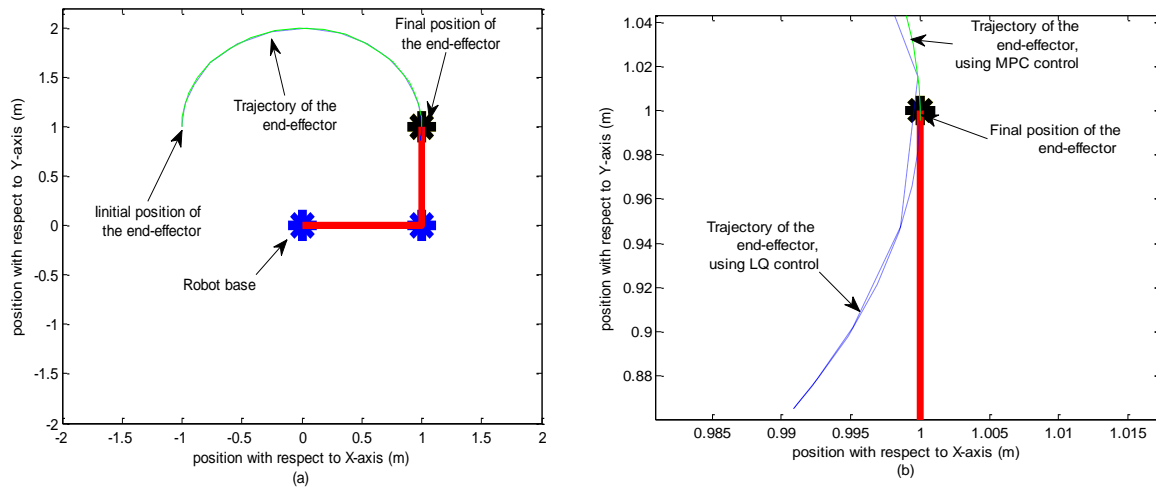 2
1.5
1
0.5
0
-0.5
-1
-1.5
-2
position with respect to Y-axis (m)
Final position of
the end-effector
Trajectory of the
end-effector
Iinitial position of
the end-effector
Robot base
-2
-1.5
-1
-0.5
0
0.5
1
1.5
2
position with respect to X-axis (m)
(a)
1.04
1.02
1
0.98
0.96
0.94
0.92
0.9
0.88
position with respect to Y-axis (m)
Trajectory of the
end-effector,
using MPC control
Final position of the
end-effector
Trajectory of the
end-effector,
using LQ control
0.985
0.99
0.995
1
1.005
1.01
1.015
position with respect to X-axis (m)
(b)